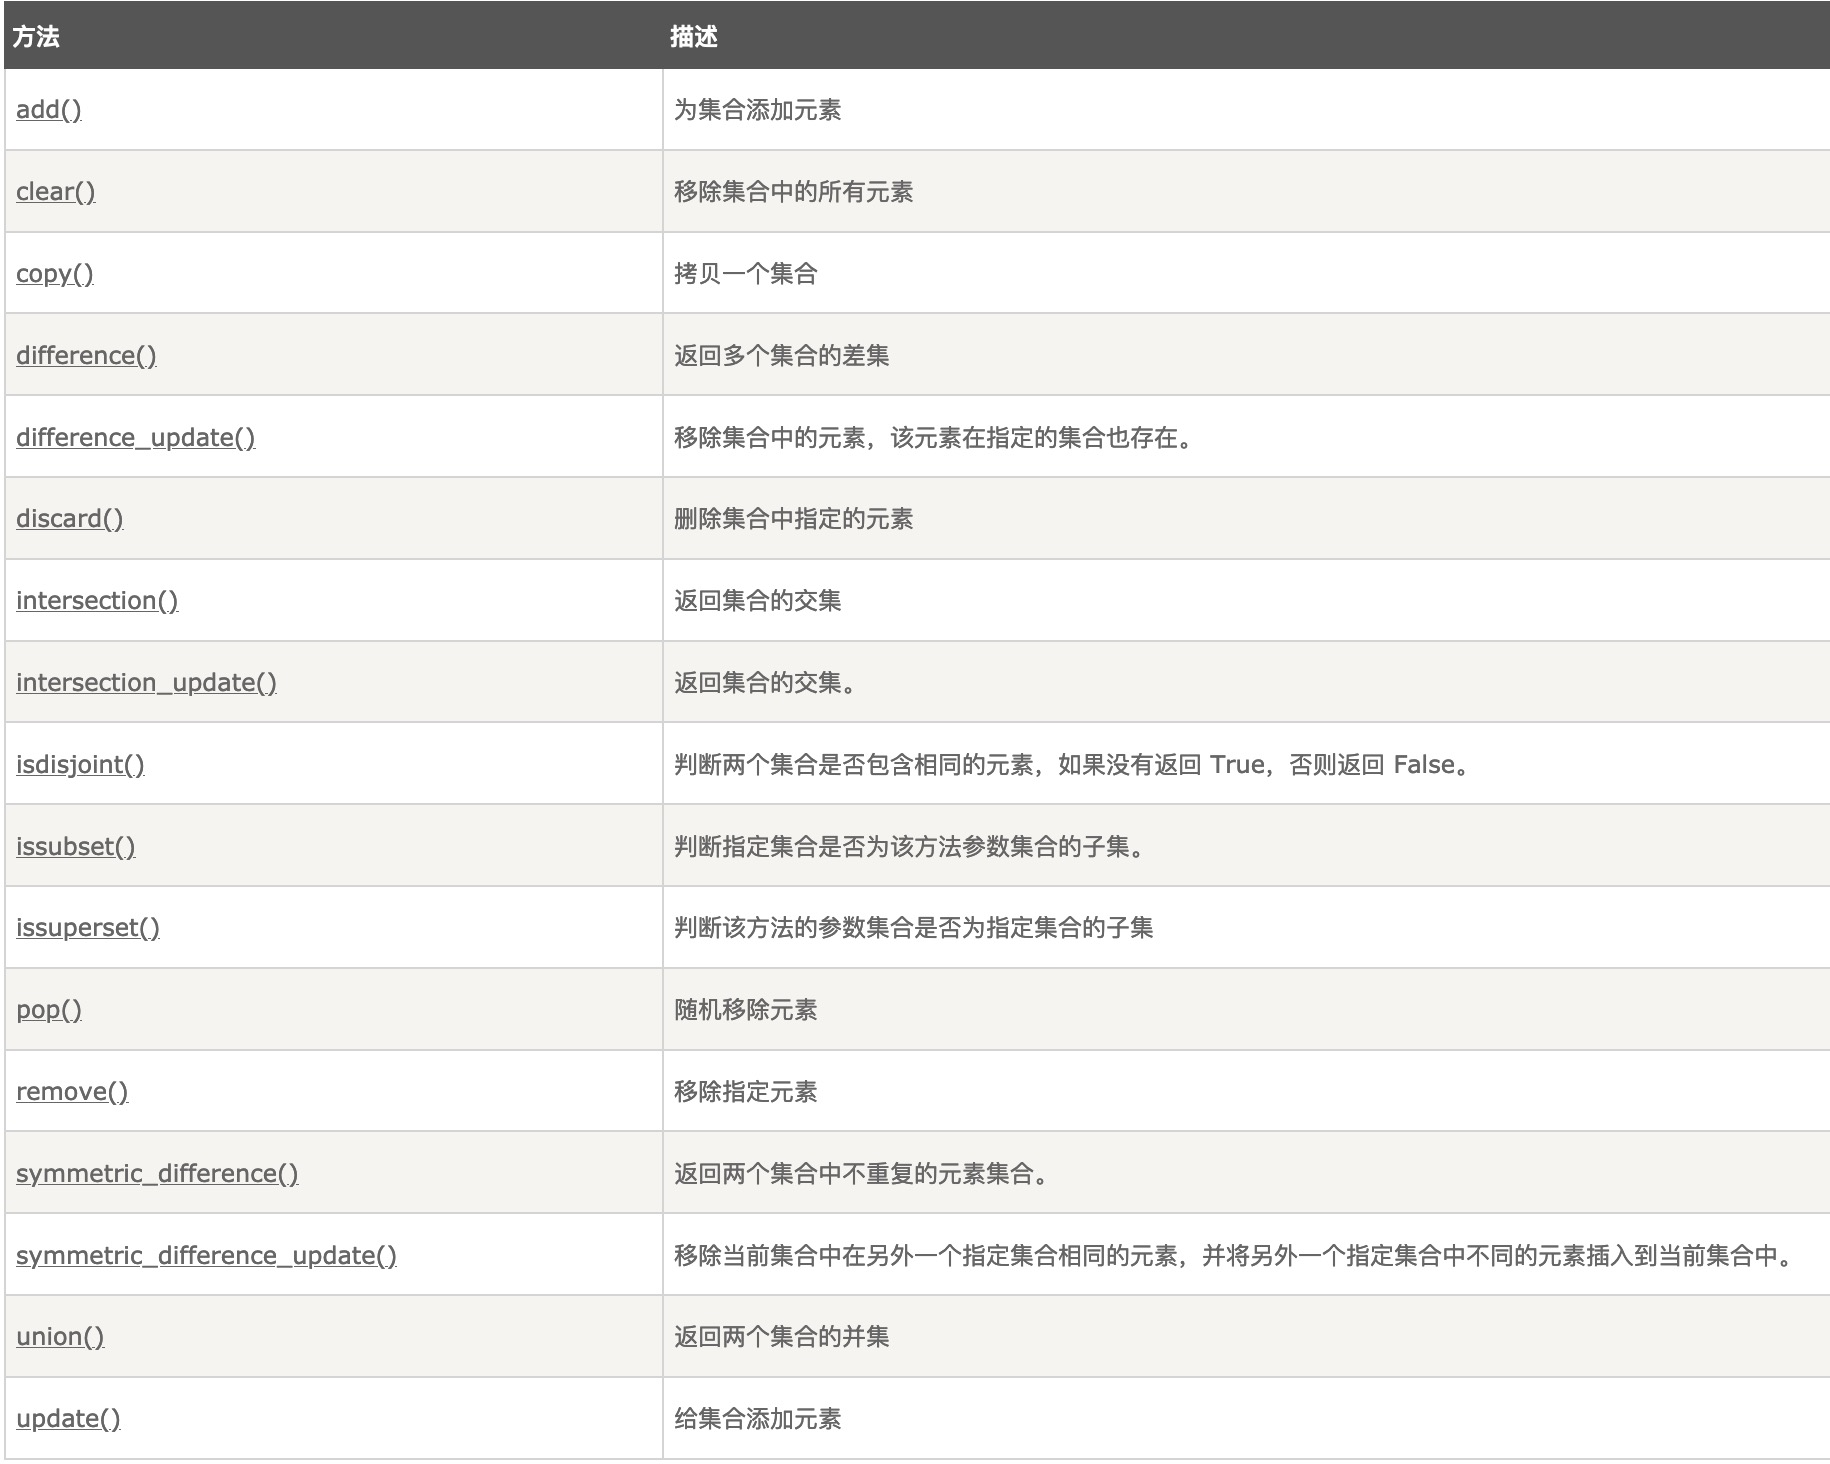 方法 描述
add() 为集合添加元素
clear() 移除集合中的所有元素
copy() 拷贝一个集合
difference() 返回多个集合的差集
difference_update() 移除集合中的元素，该元素在指定的集合也存在。
discard() 删除集合中指定的元素
intersection() 返回集合的交集
intersection_update() 返回集合的交集。
isdisjoint() 判断两个集合是否包含相同的元素，如果没有返回 True，否则返回 False。
issubset() 判断指定集合是否为该方法参数集合的子集。
issuperset() 判断该方法的参数集合是否为指定集合的子集
pop() 随机移除元素
remove() 移除指定元素
symmetric_difference() 返回两个集合中不重复的元素集合。
symmetric_difference_update() 移除当前集合中在另外一个指定集合相同的元素，并将另外一个指定集合中不同的元素插入到当前集合中。
union() 返回两个集合的并集
update() 给集合添加元素